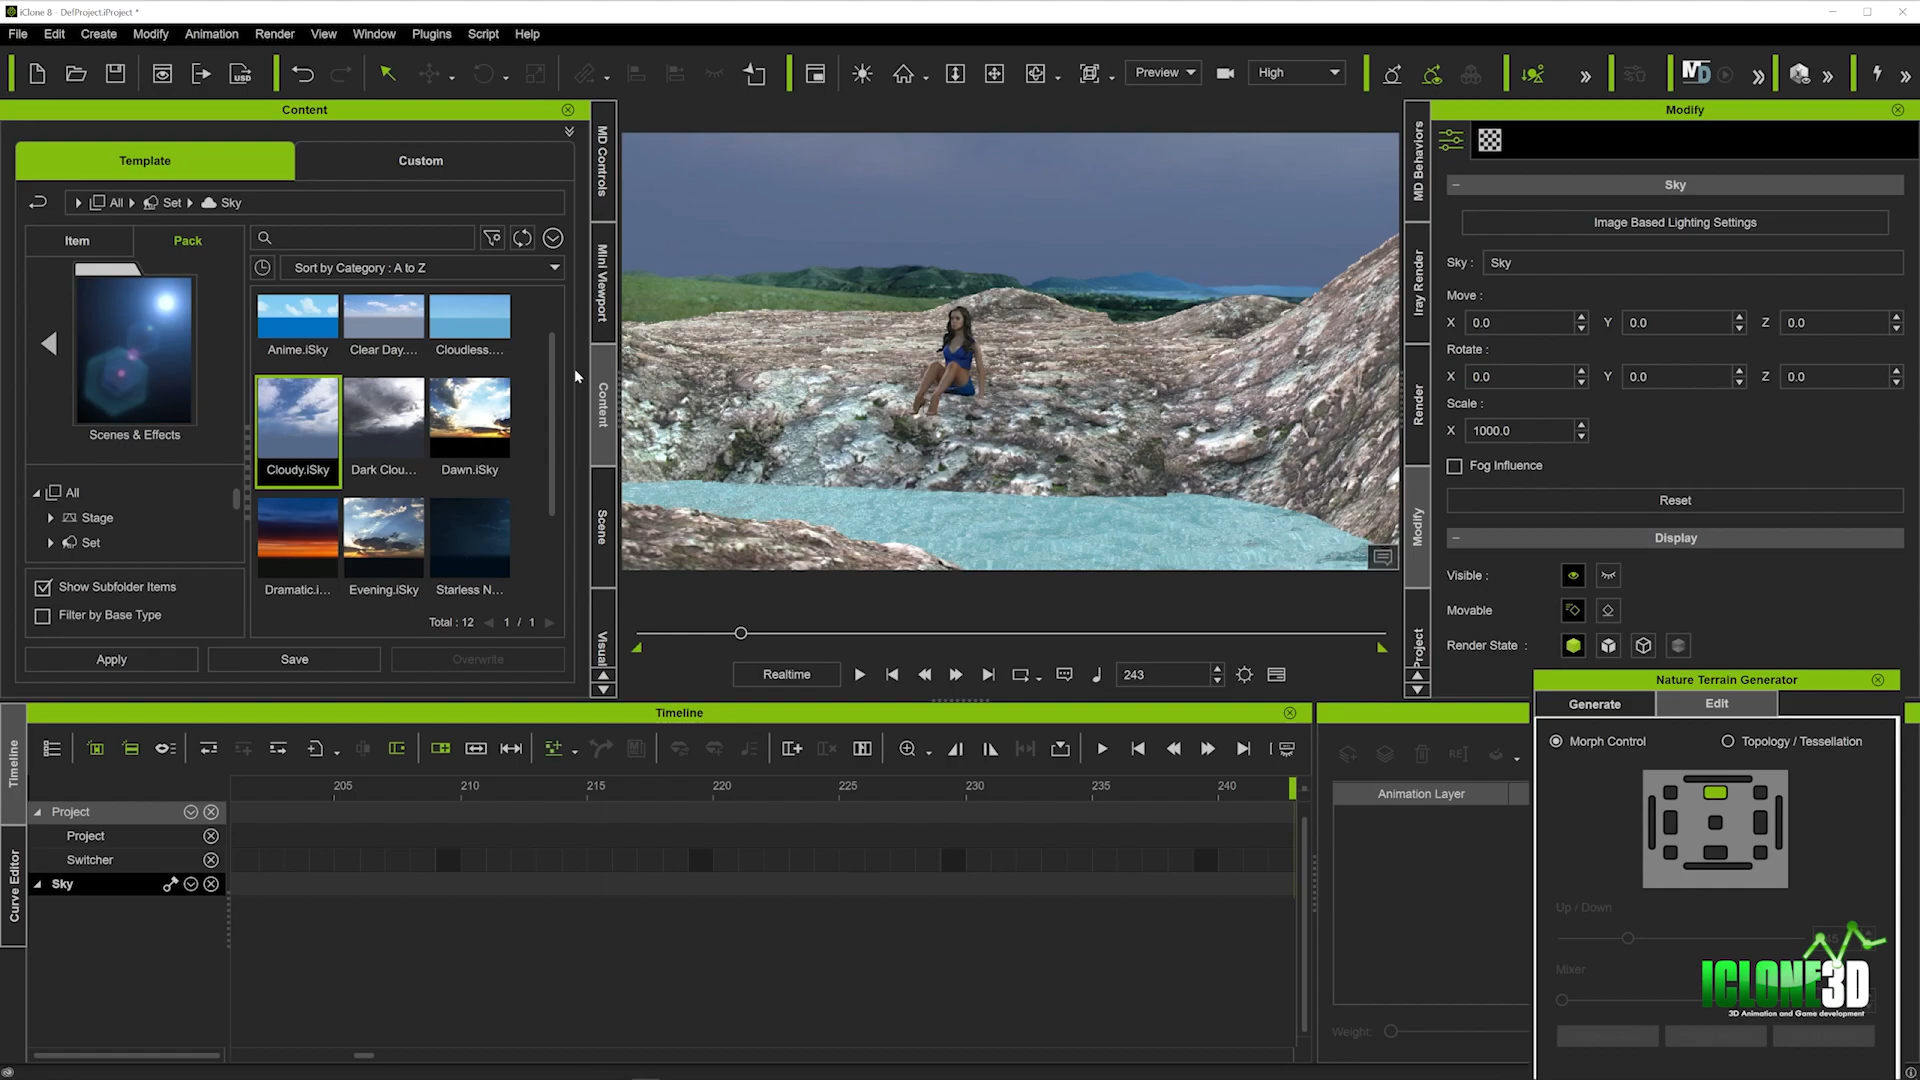 iClone 8 - DefProject.iProject *
File Edit Create Modify Animation Render View Window Plugins Script Help
USD
Preview
High
MD
Content
Template
Custom
All Set Sky
Item
Pack
Sort by Category : A to Z
Scenes & Effects
All
Stage
Set
Show Subfolder Items
Filter by Base Type
Anime.iSky
Clear Day....
Cloudless....
Cloudy.iSky
Dark Clou...
Dawn.iSky
Dramatic.i...
Evening.iSky
Starless N...
Total : 12
1 / 1
Apply
Save
Overwrite
MD Controls
Mini Viewport
Content
Scene
Visual
Realtime
243
MD Behaviors
Iray Render
Render
Modify
Project
Modify
Sky
Image Based Lighting Settings
Sky : Sky
Move :
X 0.0 Y 0.0 Z 0.0
Rotate :
X 0.0 Y 0.0 Z 0.0
Scale :
X 1000.0
Fog Influence
Reset
Display
Visible :
Movable
Render State :
Timeline
Timeline
Curve Editor
205 210 215 220 225 230 235 240
Project
Project
Switcher
Sky
REI
Animation Layer
Weight:
Nature Terrain Generator
Generate
Edit
Morph Control
Topology / Tessellation
Up / Down
Mixer
ICLONE3D
3D Animation and Game development